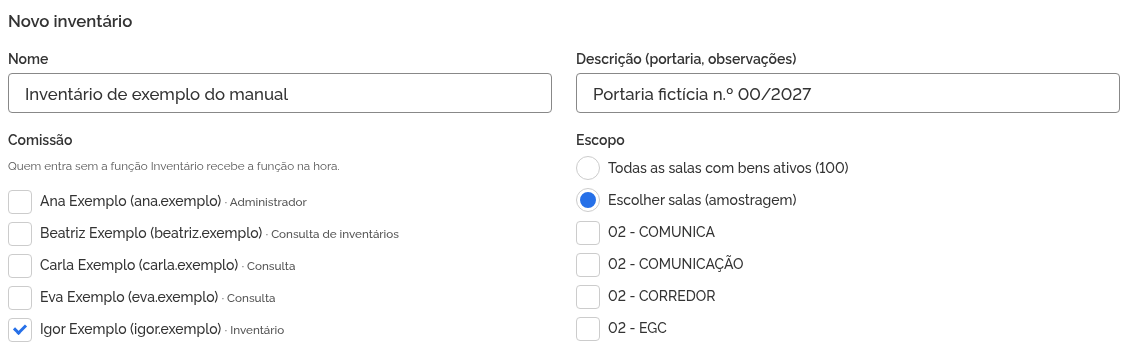 Novo inventário
Nome
Inventário de exemplo do manual
Descrição (portaria, observações)
Portaria fictícia n.º 00/2027
Comissão
Quem entra sem a função Inventário recebe a função na hora.
Ana Exemplo (ana.exemplo) · Administrador
Beatriz Exemplo (beatriz.exemplo) · Consulta de inventários
Carla Exemplo (carla.exemplo) · Consulta
Eva Exemplo (eva.exemplo) · Consulta
Igor Exemplo (igor.exemplo) · Inventário
Escopo
Todas as salas com bens ativos (100)
Escolher salas (amostragem)
02 - COMUNICA
02 - COMUNICAÇÃO
02 - CORREDOR
02 - EGC